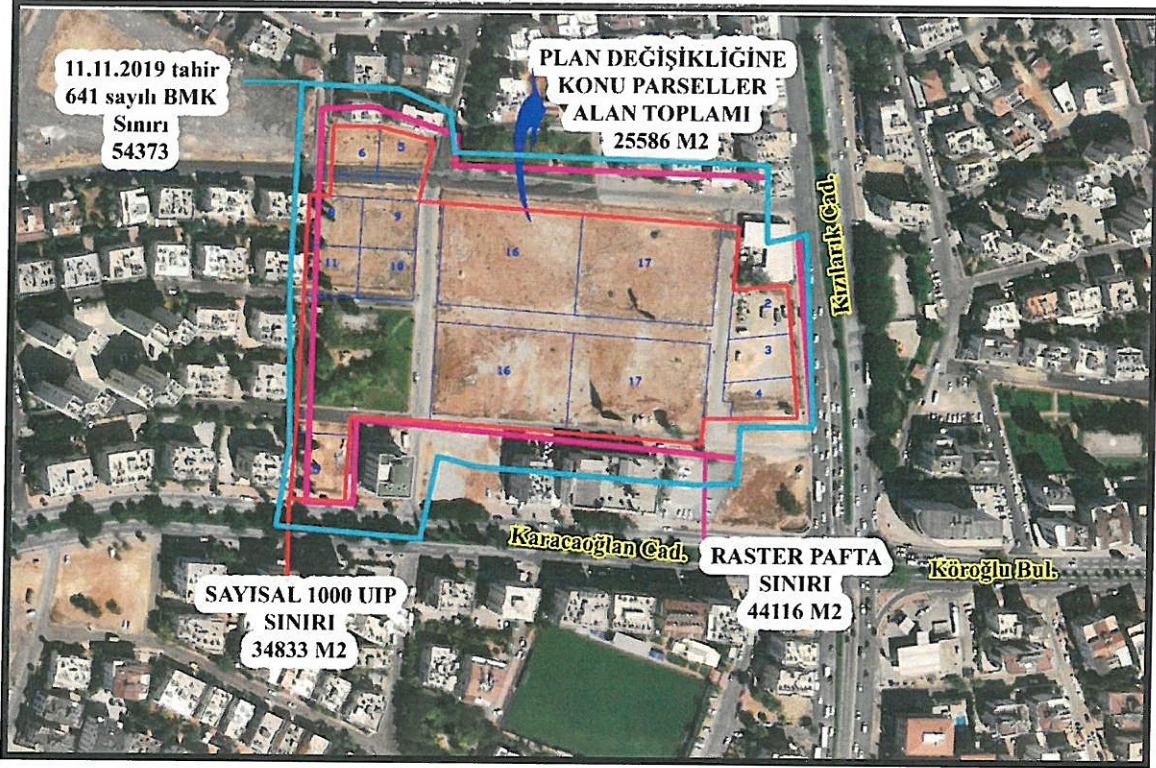 11.11.2019 tahir
641 sayılı BMK
Sınırı
54373
PLAN DEĞİŞİKLİĞİNE
KONU PARSELLER
ALAN TOPLAMI
25586 M2
6
5
8
9
11
10
16
17
2
3
16
17
4
Kızılarık Cad.
Karacaoğlan Cad.
Köroğlu Bul.
RASTER PAFTA
SINIRI
44116 M2
SAYISAL 1000 UIP
SINIRI
34833 M2